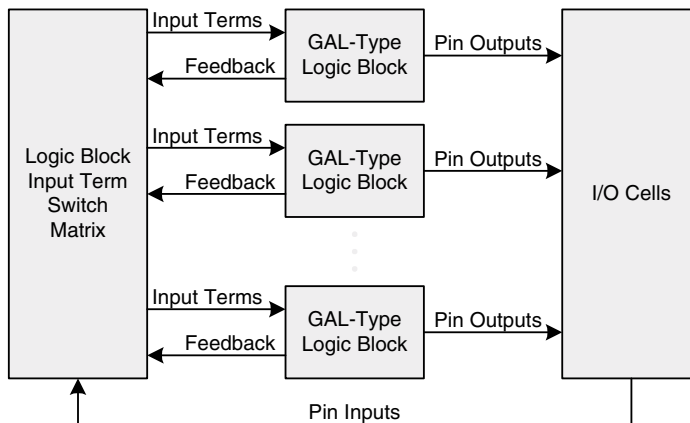 Input Terms
GAL-Type
Logic Block
Pin Outputs
Feedback
Input Terms
GAL-Type
Logic Block
Pin Outputs
Feedback
Logic Block
Input Term
Switch
Matrix
I/O Cells
Input Terms
GAL-Type
Logic Block
Pin Outputs
Feedback
Pin Inputs